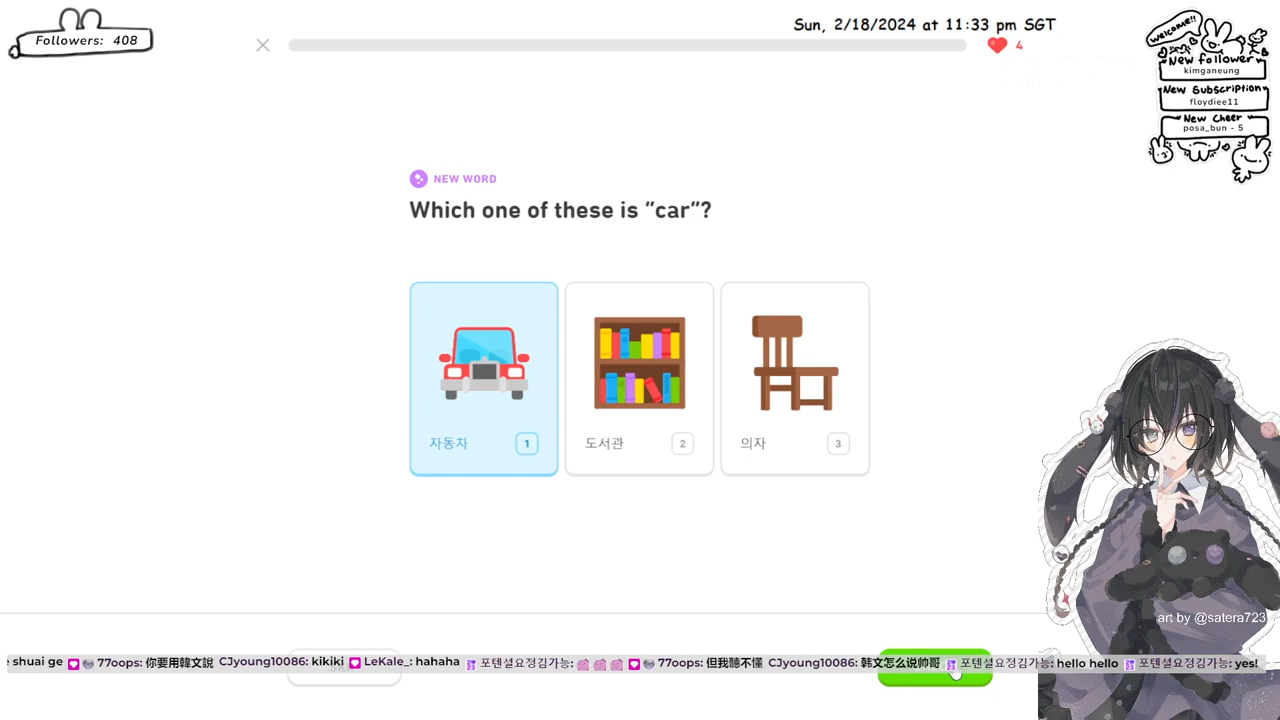 Followers: 408
Sun, 2/18/2024 at 11:33 pm SGT
4
welcome!!
New follower
kimganeung
New Subscription
floydiee11
New Cheer
posa_bun - 5
NEW WORD
Which one of these is “car”?
자동차 1
도서관 2
의자 3
art by @satera723
shuai ge 77oops: 你要用韓文說 CJyoung10086: kikiki LeKale_: hahaha 포텐셜요정김가능: 77oops: 但我聽不懂 CJyoung10086: 韩文怎么说帅哥 포텐셜요정김가능: hello hello 포텐셜요정김가능: yes!